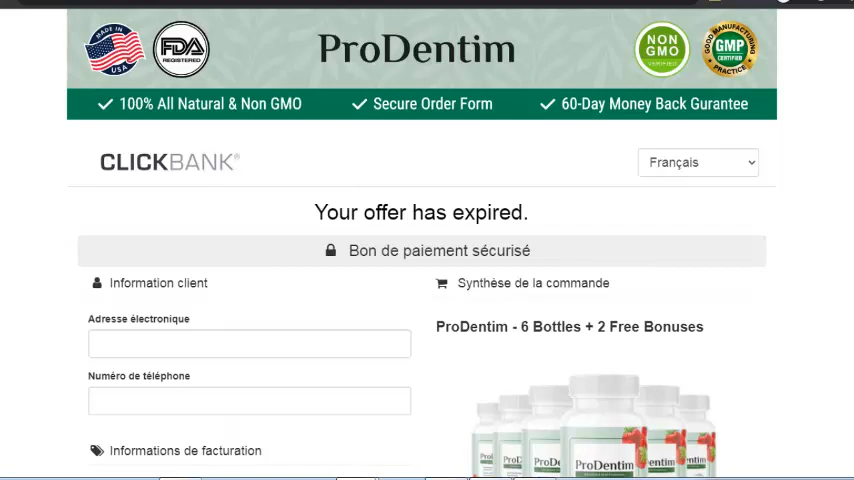 MADE IN
USA
FDA
REGISTERED
ProDentim
NON
GMO
VERIFIED
GOOD MANUFACTURING
GMP
CERTIFIED
PRACTICE
100% All Natural & Non GMO
Secure Order Form
60-Day Money Back Gurantee
CLICKBANK®
Français
Your offer has expired.
Bon de paiement sécurisé
Information client
Synthèse de la commande
Adresse électronique
ProDentim - 6 Bottles + 2 Free Bonuses
Numéro de téléphone
Informations de facturation
ProDentim